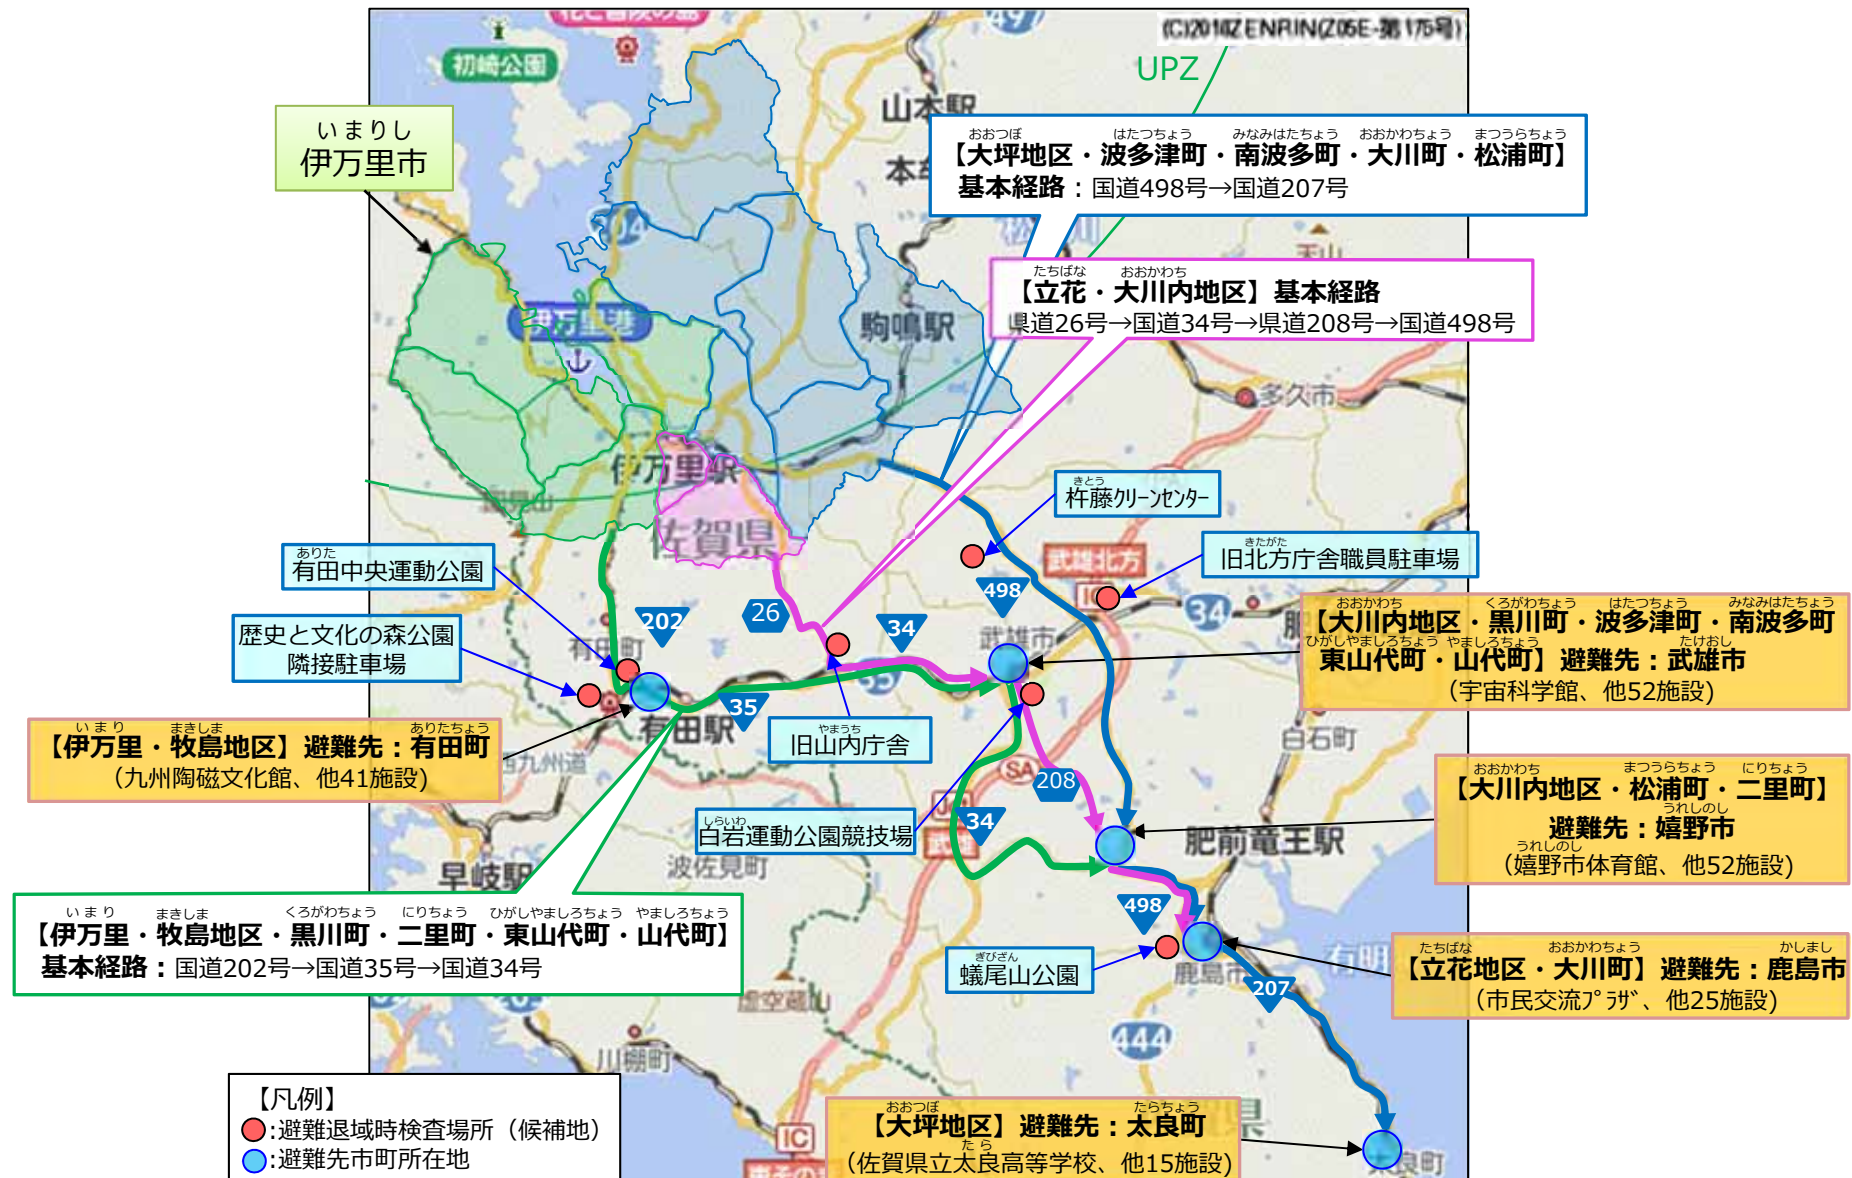 (C)2010ZENRIN(Z05E-第175号)
UPZ
初崎公園
497
山本駅
いまりし
伊万里市
おおつぼ はたつちょう みなみはたちょう おおかわちょう まつうらちょう
【大坪地区・波多津町・南波多町・大川町・松浦町】
基本経路：国道498号→国道207号
天山
たちばな おおかわち
【立花・大川内地区】基本経路
県道26号→国道34号→県道208号→国道498号
伊万里港
駒鳴駅
多久市
伊万里駅
佐賀県
きとう
杵藤クリーンセンター
武雄北方
IC
きたがた
旧北方庁舎職員駐車場
34
ありた
有田中央運動公園
歴史と文化の森公園
隣接駐車場
有田町
202
26
34
498
武雄市
35
35
有田駅
やまうち
旧山内庁舎
おおかわち くろがわちょう はたつちょう みなみはたちょう
【大川内地区・黒川町・波多津町・南波多町
ひがしやましろちょう やましろちょう たけおし
東山代町・山代町】避難先：武雄市
(宇宙科学館、他52施設)
白石町
いまり まきしま ありたちょう
【伊万里・牧島地区】避難先：有田町
(九州陶磁文化館、他41施設)
西九州道
しらいわ
白岩運動公園競技場
SA
208
34
おおかわち まつうらちょう にりちょう
【大川内地区・松浦町・二里町】
うれしのし
避難先：嬉野市
うれしのし
(嬉野市体育館、他52施設)
肥前竜王駅
早岐駅
波佐見町
いまり まきしま くろがわちょう にりちょう ひがしやましろちょう やましろちょう
【伊万里・牧島地区・黒川町・二里町・東山代町・山代町】
基本経路：国道202号→国道35号→国道34号
498
ぎびざん
蟻尾山公園
鹿島市
207
有明
たちばな おおかわちょう かしまし
【立花地区・大川町】避難先：鹿島市
(市民交流プラザ、他25施設)
虚空蔵山
川棚町
444
【凡例】
:避難退域時検査場所（候補地）
:避難先市町所在地
IC
おおつぼ たらちょう
【大坪地区】避難先：太良町
たら
(佐賀県立太良高等学校、他15施設)